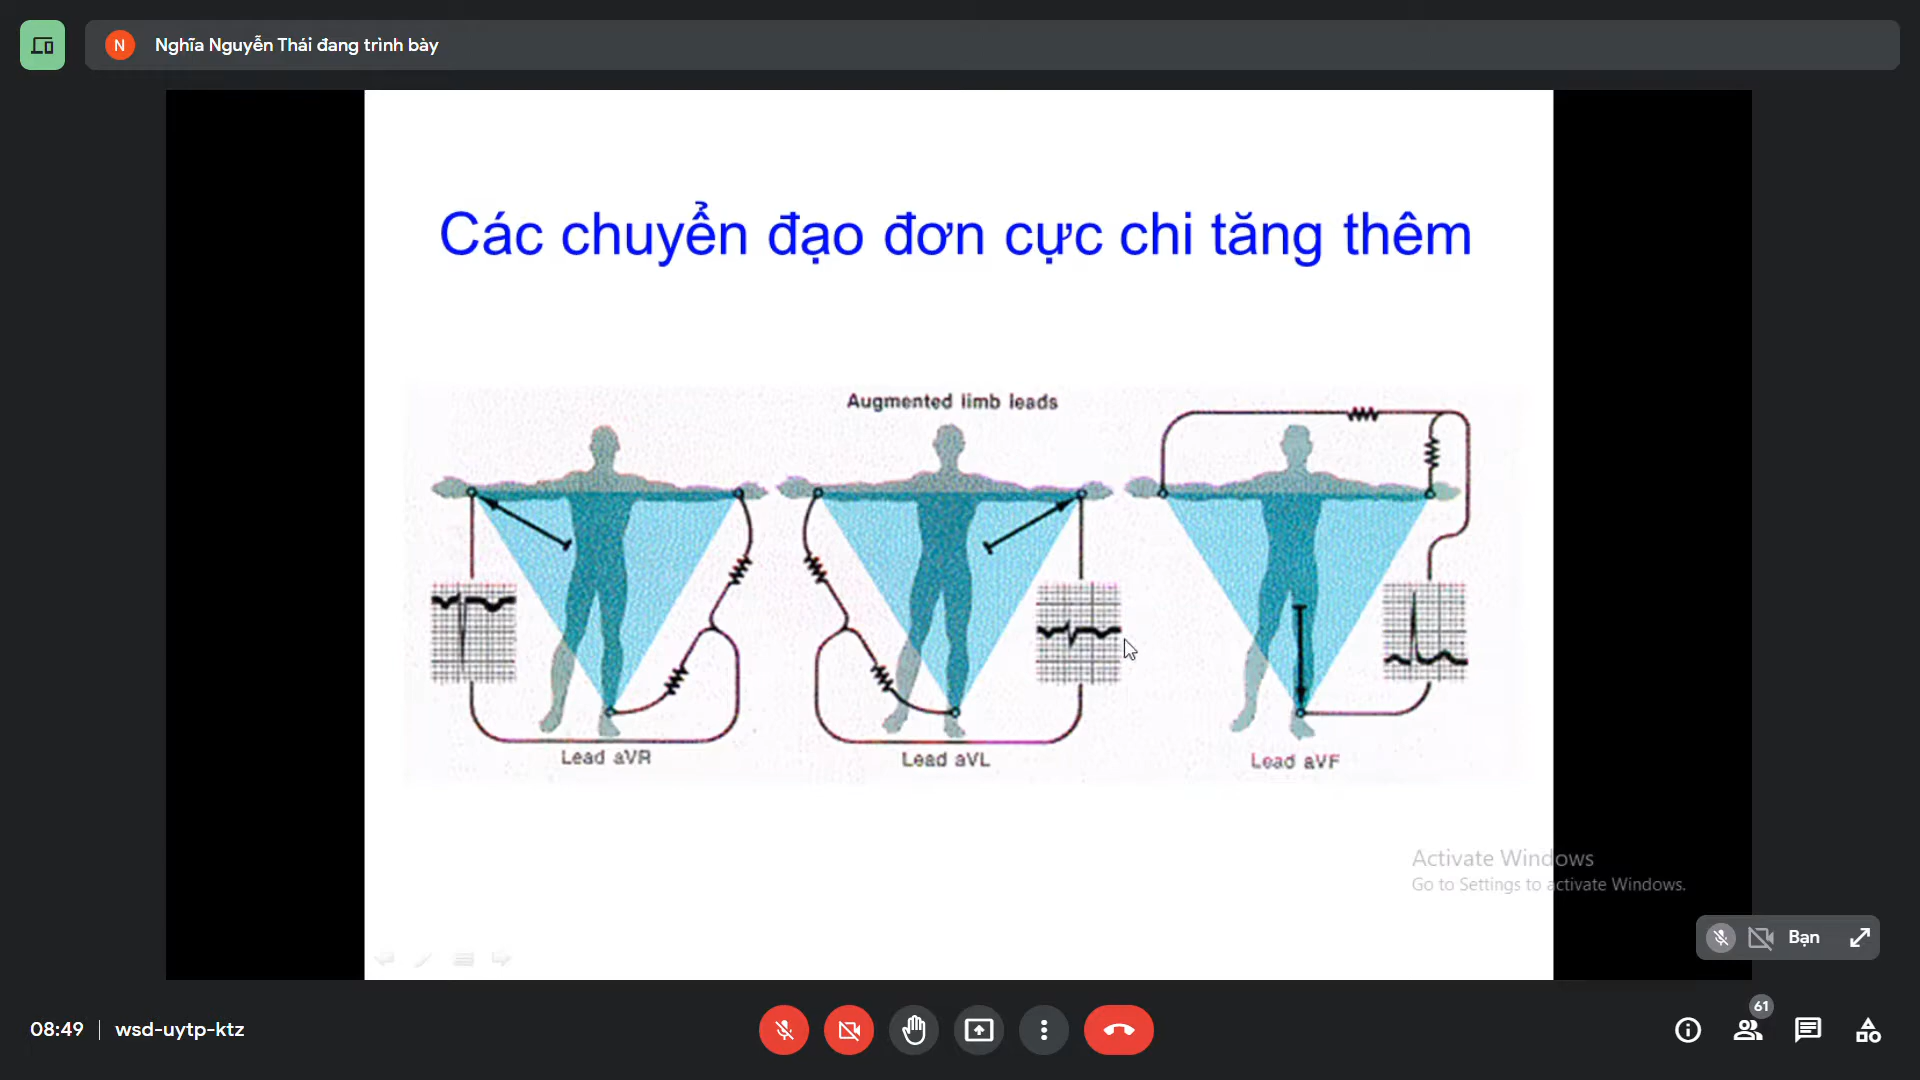 N Nghĩa Nguyễn Thái đang trình bày
Các chuyển đạo đơn cực chi tăng thêm
Augmented limb leads
Lead aVR
Lead aVL
Lead aVF
Activate Windows
Go to Settings to activate Windows.
Bạn
61
08:49 | wsd-uytp-ktz